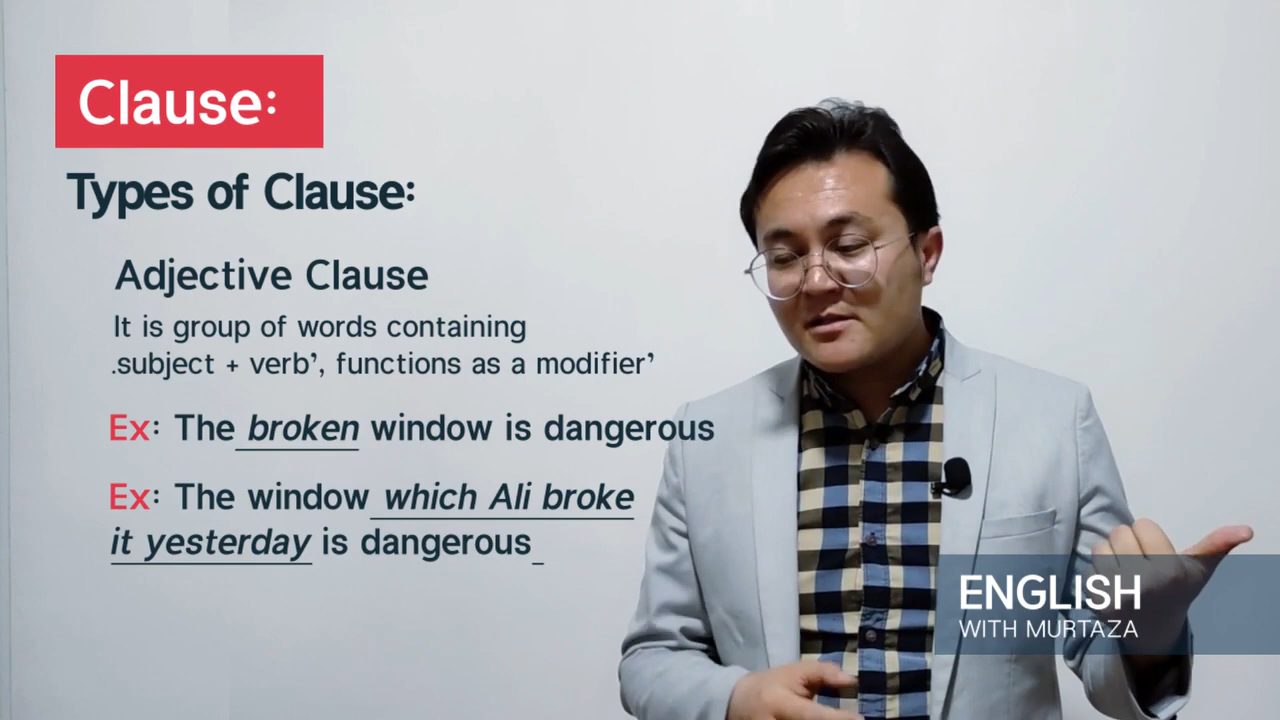 Clause:
Types of Clause:
Adjective Clause
It is group of words containing
.subject + verb’, functions as a modifier’
Ex: The broken window is dangerous
Ex: The window which Ali broke
it yesterday is dangerous_
ENGLISH
WITH MURTAZA